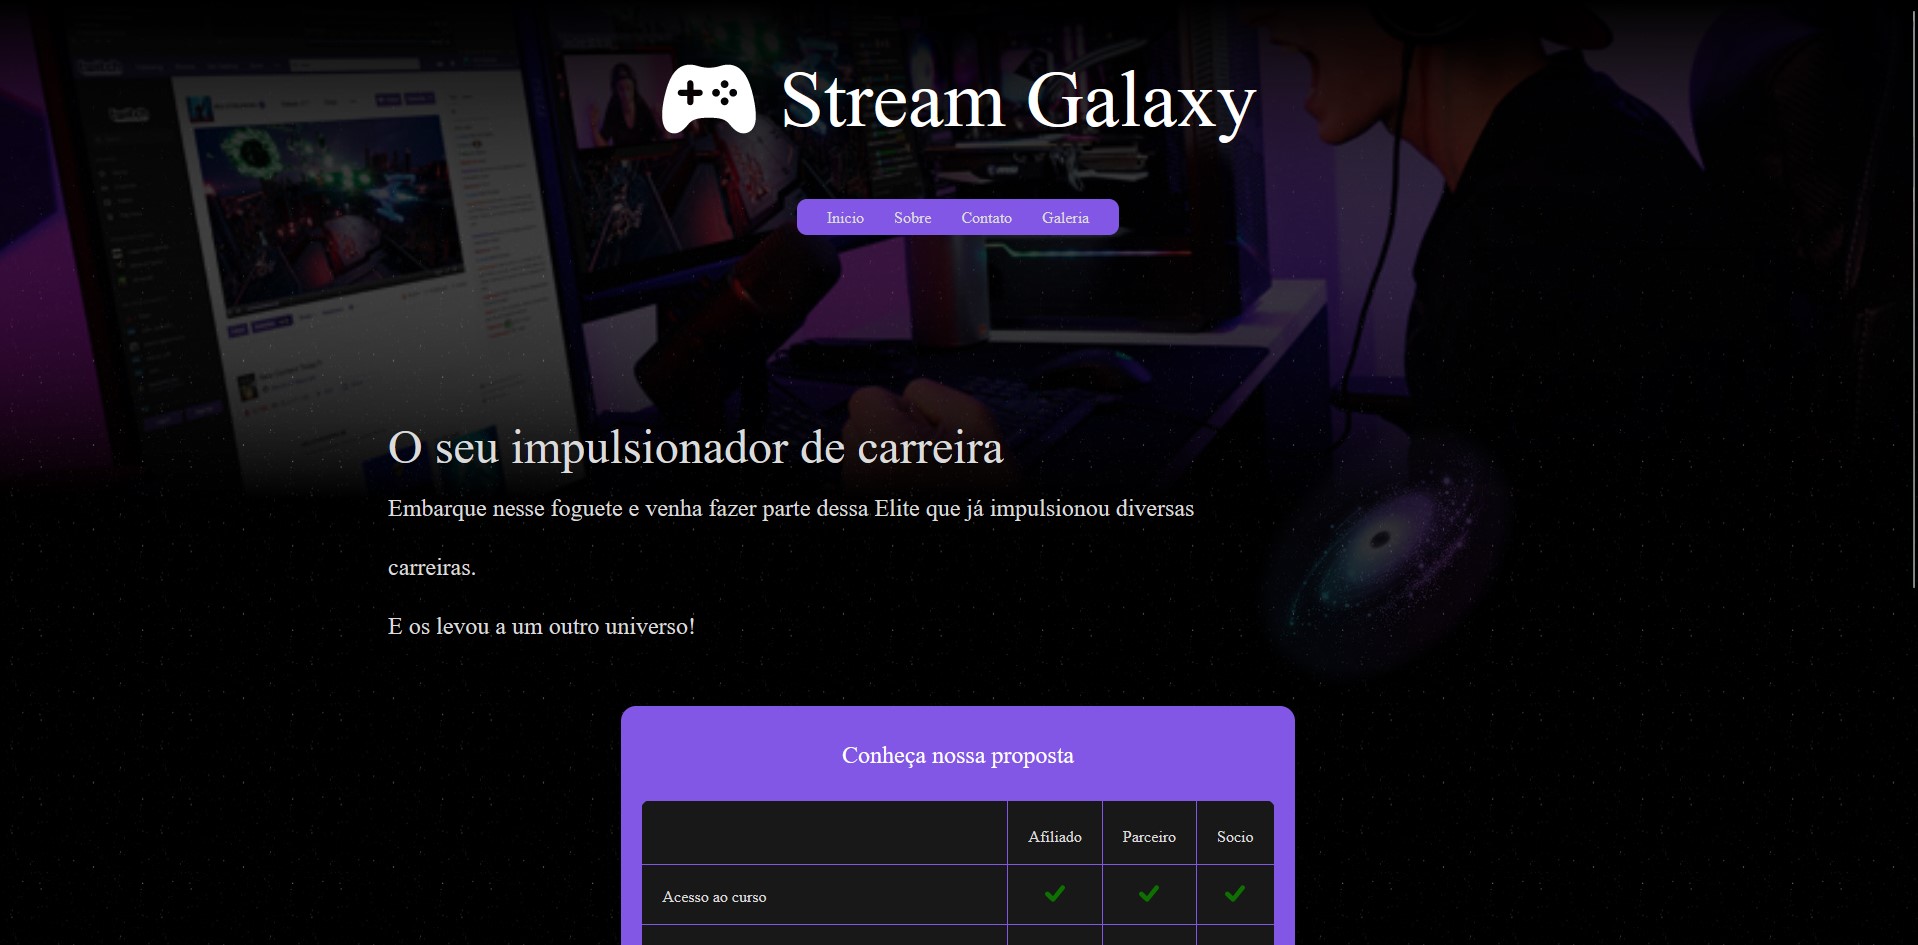 Stream Galaxy
Inicio Sobre Contato Galeria
O seu impulsionador de carreira
Embarque nesse foguete e venha fazer parte dessa Elite que já impulsionou diversas
carreiras.
E os levou a um outro universo!
Conheça nossa proposta
Afiliado Parceiro Socio
Acesso ao curso